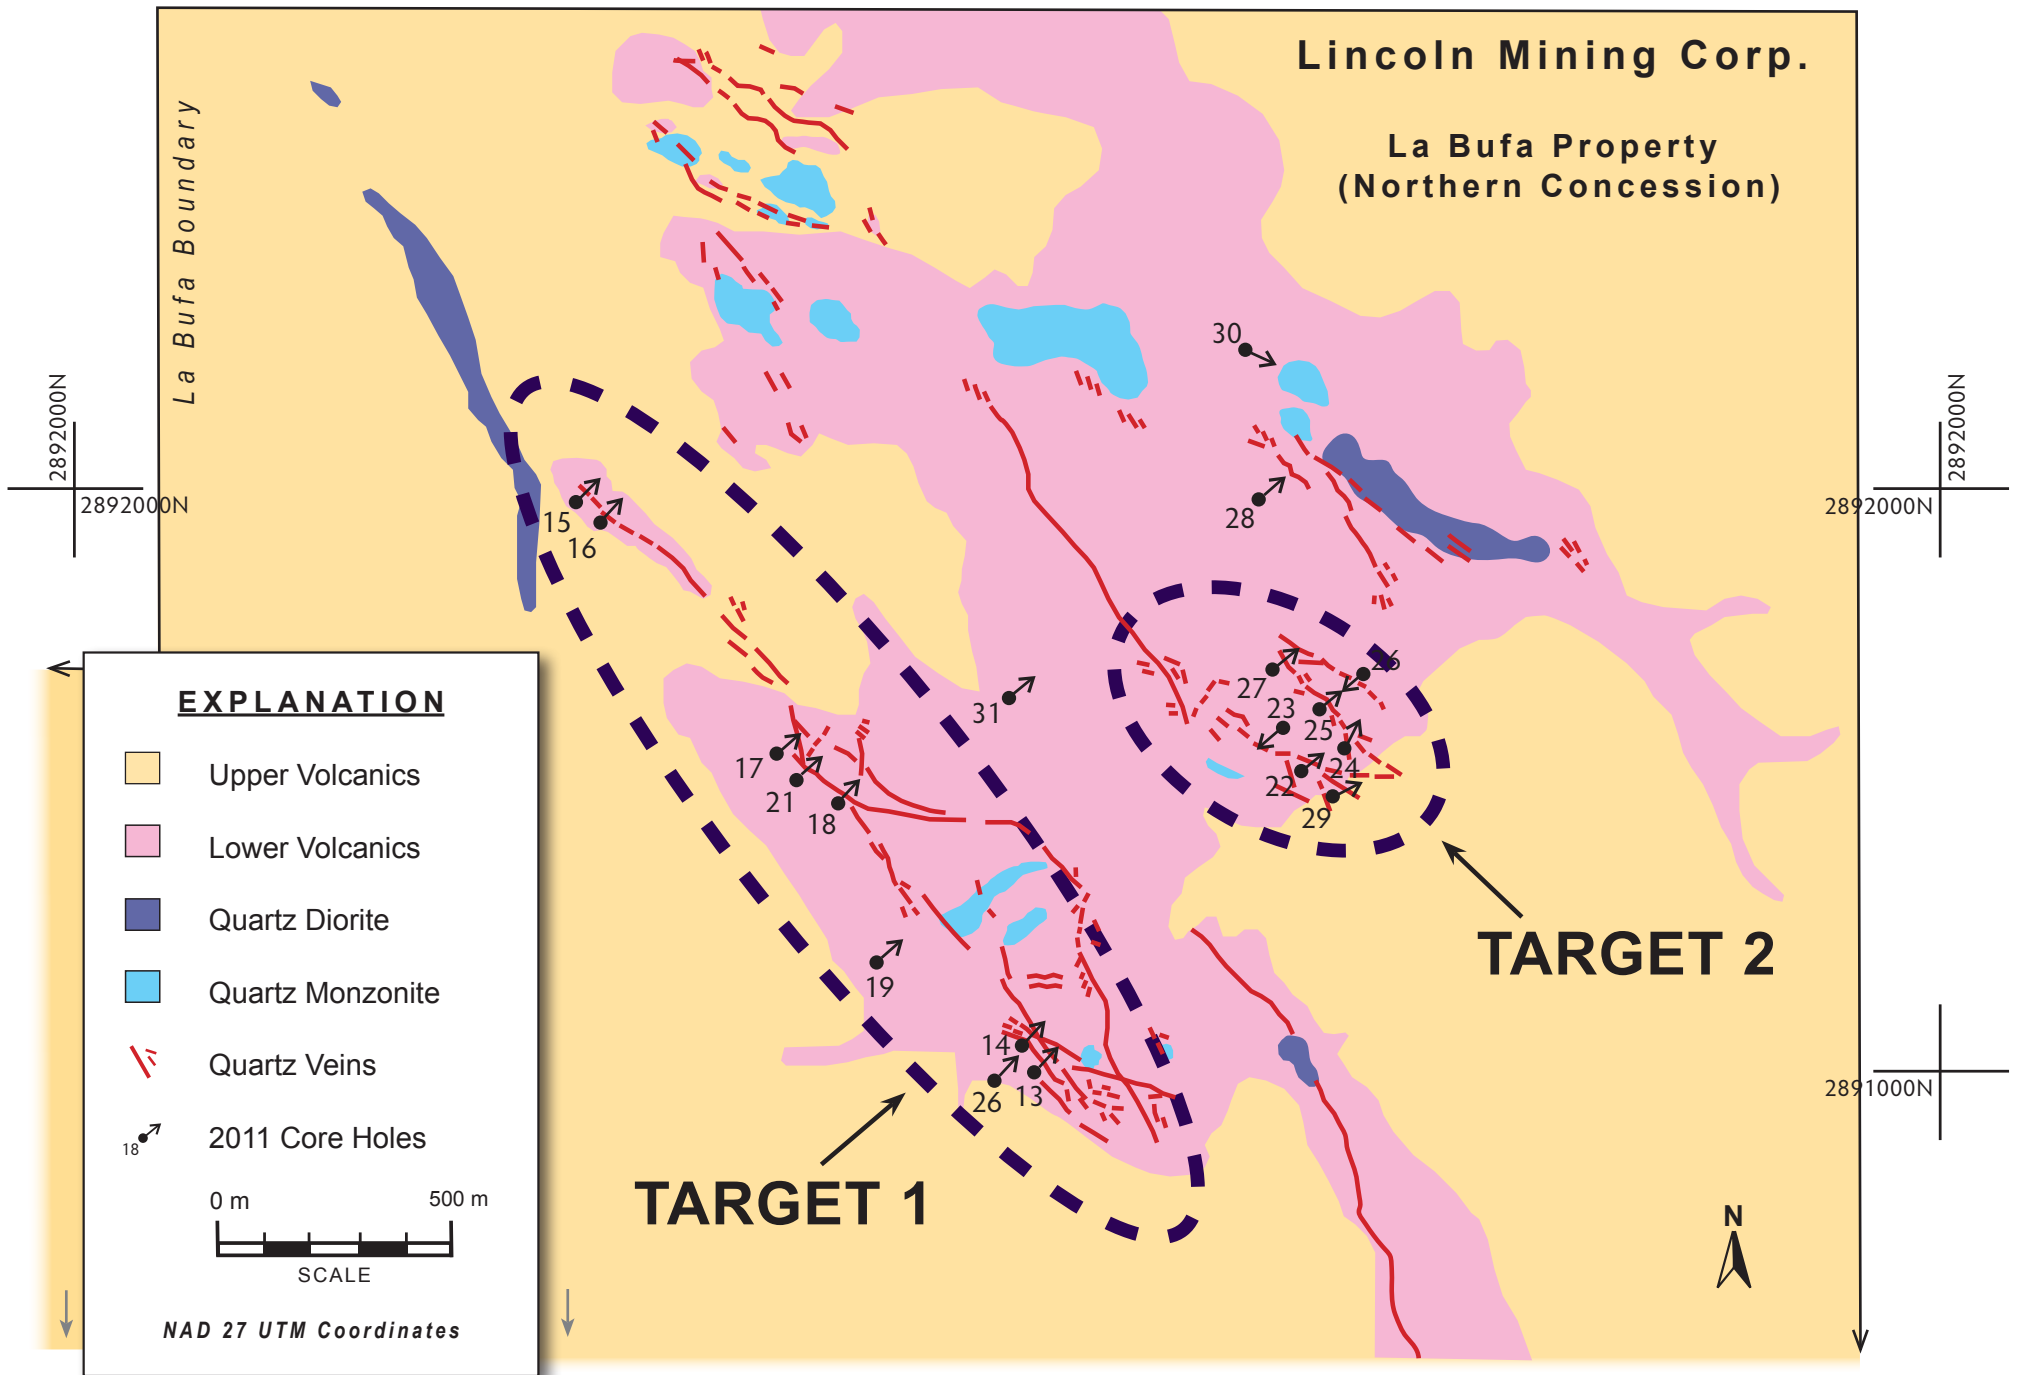 Lincoln Mining Corp.
La Bufa Property
(Northern Concession)
La Bufa Boundary
2892000N
2892000N
2892000N
2892000N
30
28
15
16
31
27
26
23
25
24
22
29
17
21
18
19
14
13
26
TARGET 2
TARGET 1
2891000N
EXPLANATION
Upper Volcanics
Lower Volcanics
Quartz Diorite
Quartz Monzonite
Quartz Veins
18
2011 Core Holes
0 m 500 m
SCALE
NAD 27 UTM Coordinates
N